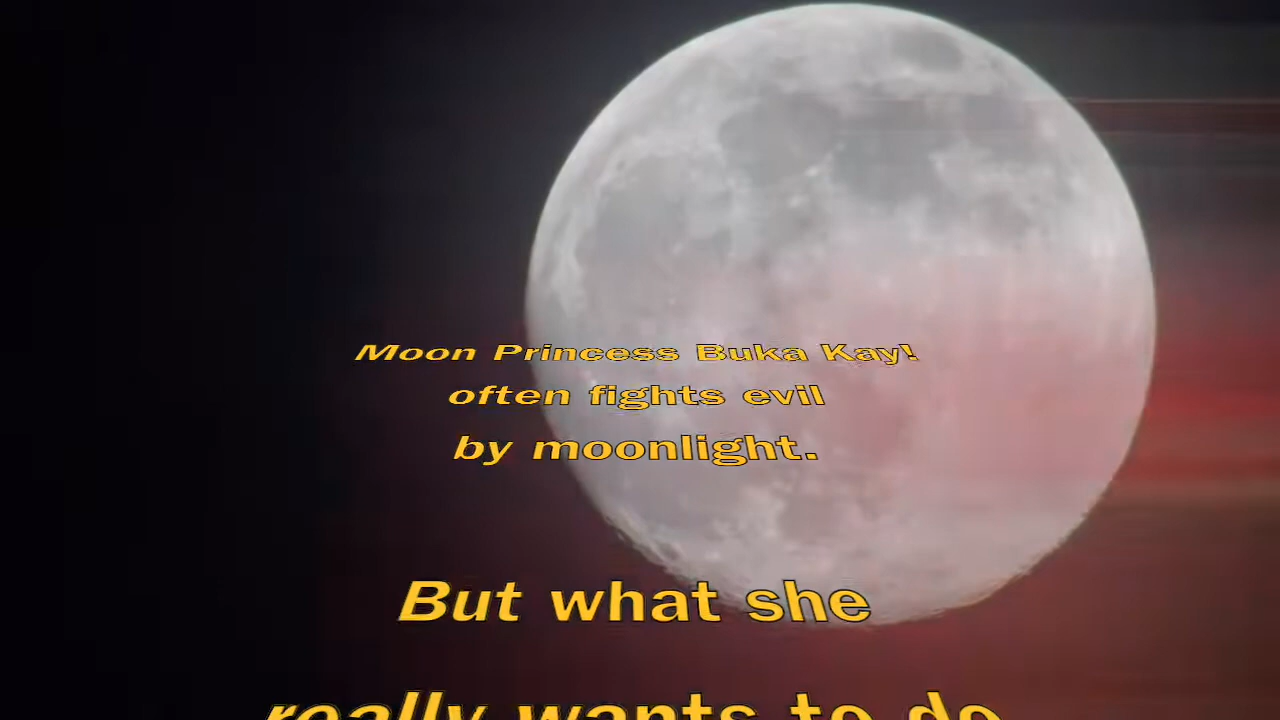 Moon Princess Buka Kay!
often fights evil
by moonlight.
But what she
really wants to do